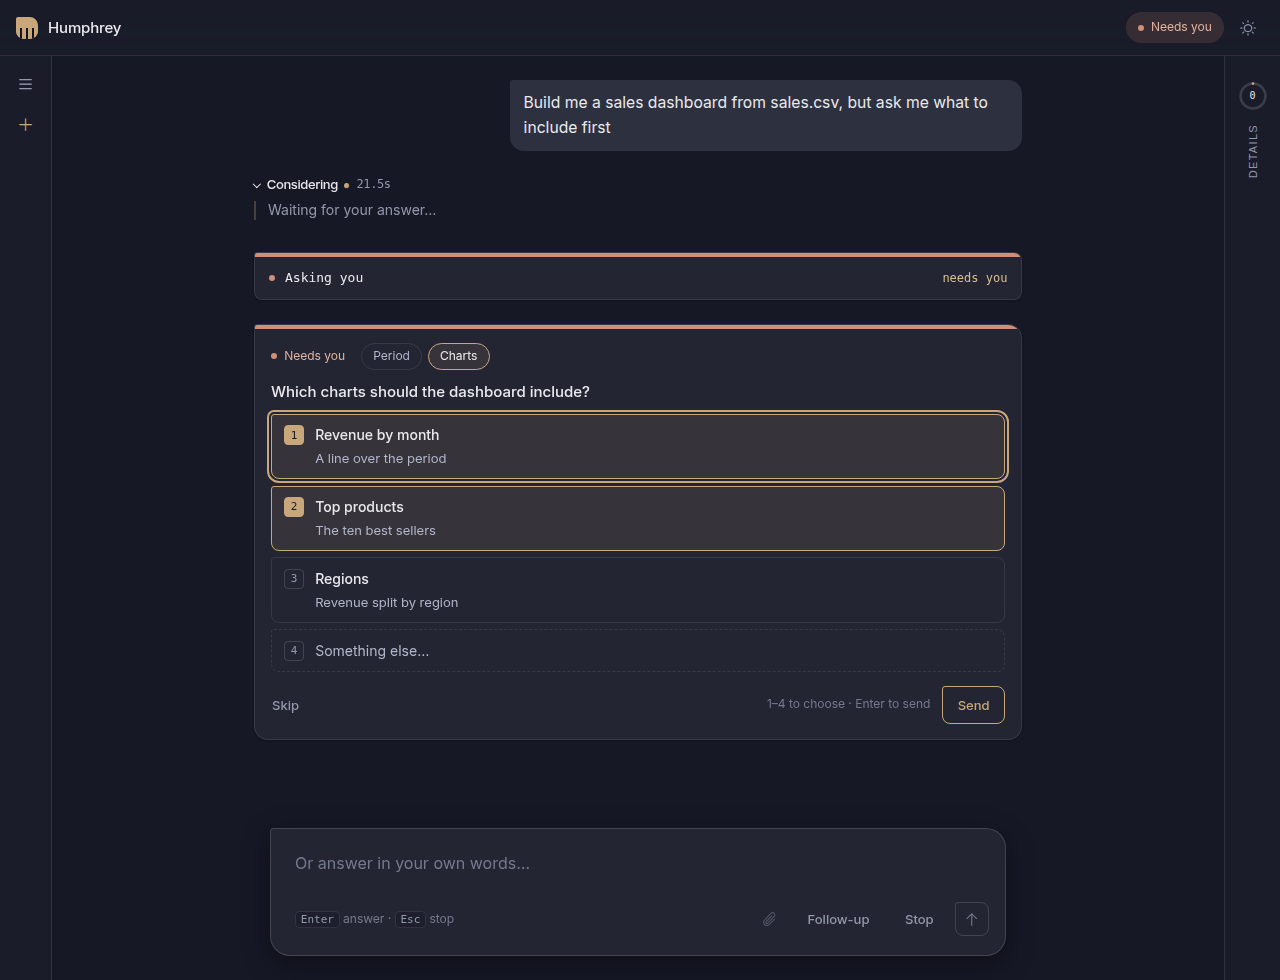 Humphrey
Needs you
0
DETAILS
Build me a sales dashboard from sales.csv, but ask me what to
include first
Considering 21.5s
Waiting for your answer...
Asking you needs you
Needs you Period Charts
Which charts should the dashboard include?
1 Revenue by month
A line over the period
2 Top products
The ten best sellers
3 Regions
Revenue split by region
4 Something else...
Skip 1–4 to choose · Enter to send Send
Or answer in your own words...
Enter answer · Esc stop Follow-up Stop